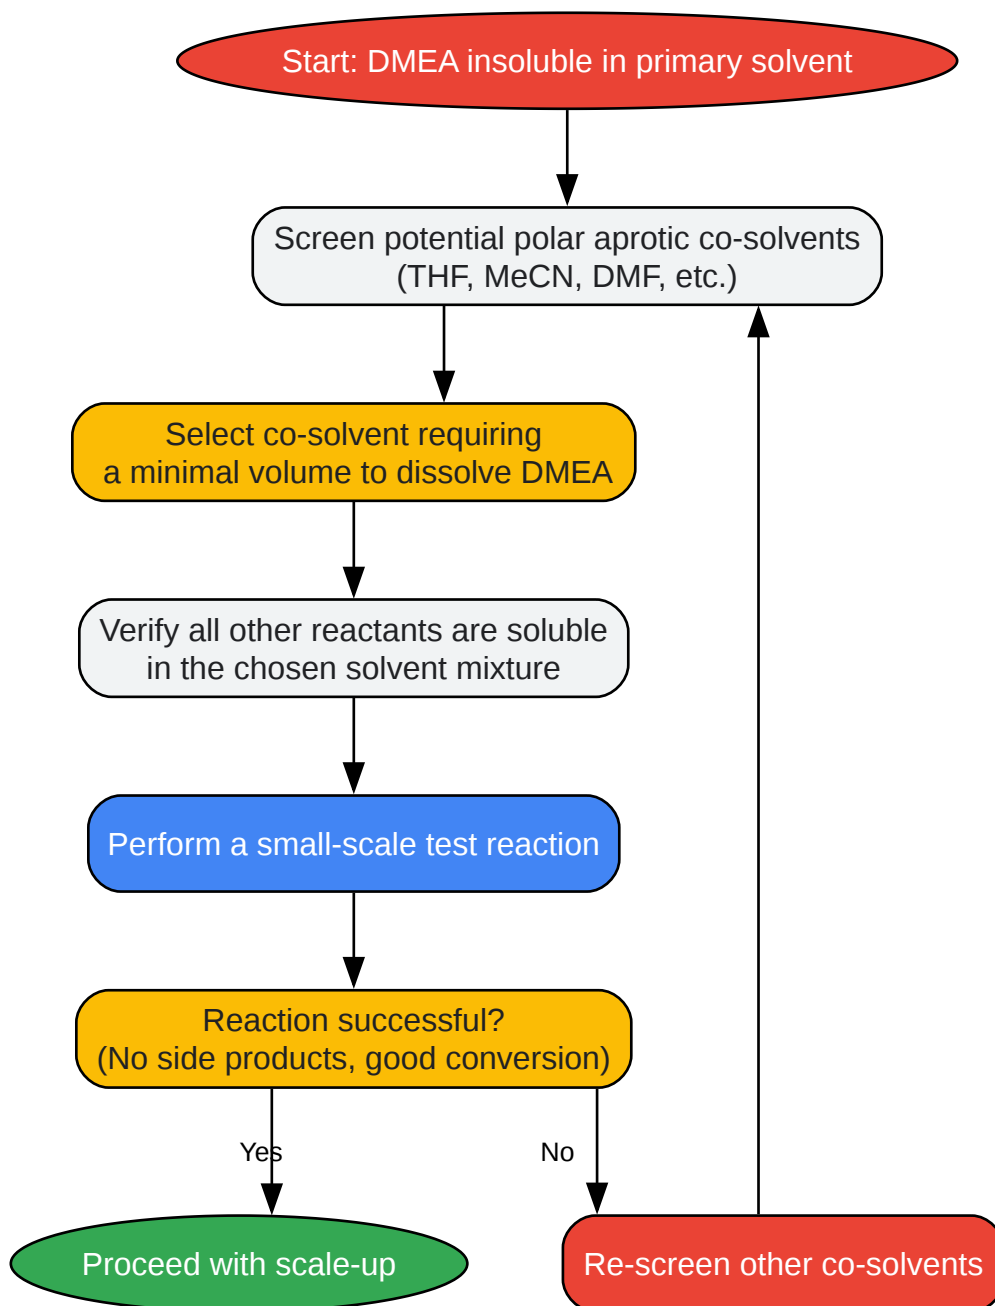 Start: DMEA insoluble in primary solvent
Screen potential polar aprotic co-solvents
(THF, MeCN, DMF, etc.)
Select co-solvent requiring
a minimal volume to dissolve DMEA
Verify all other reactants are soluble
in the chosen solvent mixture
Perform a small-scale test reaction
Reaction successful?
(No side products, good conversion)
Yes
No
Proceed with scale-up
Re-screen other co-solvents